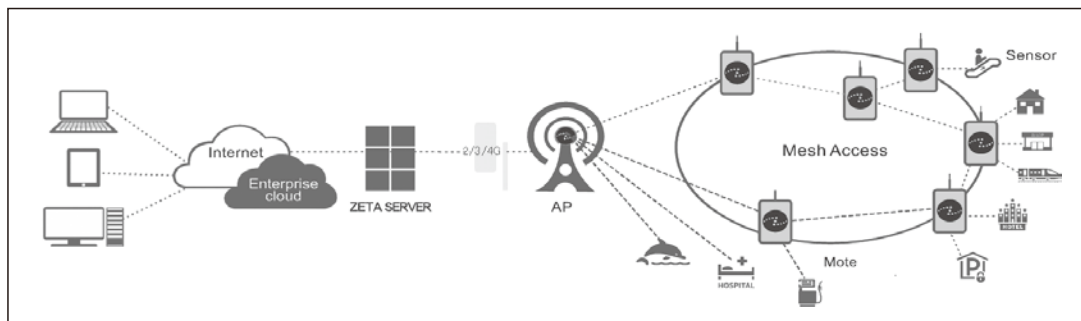 Sensor
Internet
2/3/4G
Mesh Access
Enterprise
cloud
ZETA SERVER
AP
HOTEL
Mote
P
HOSPITAL